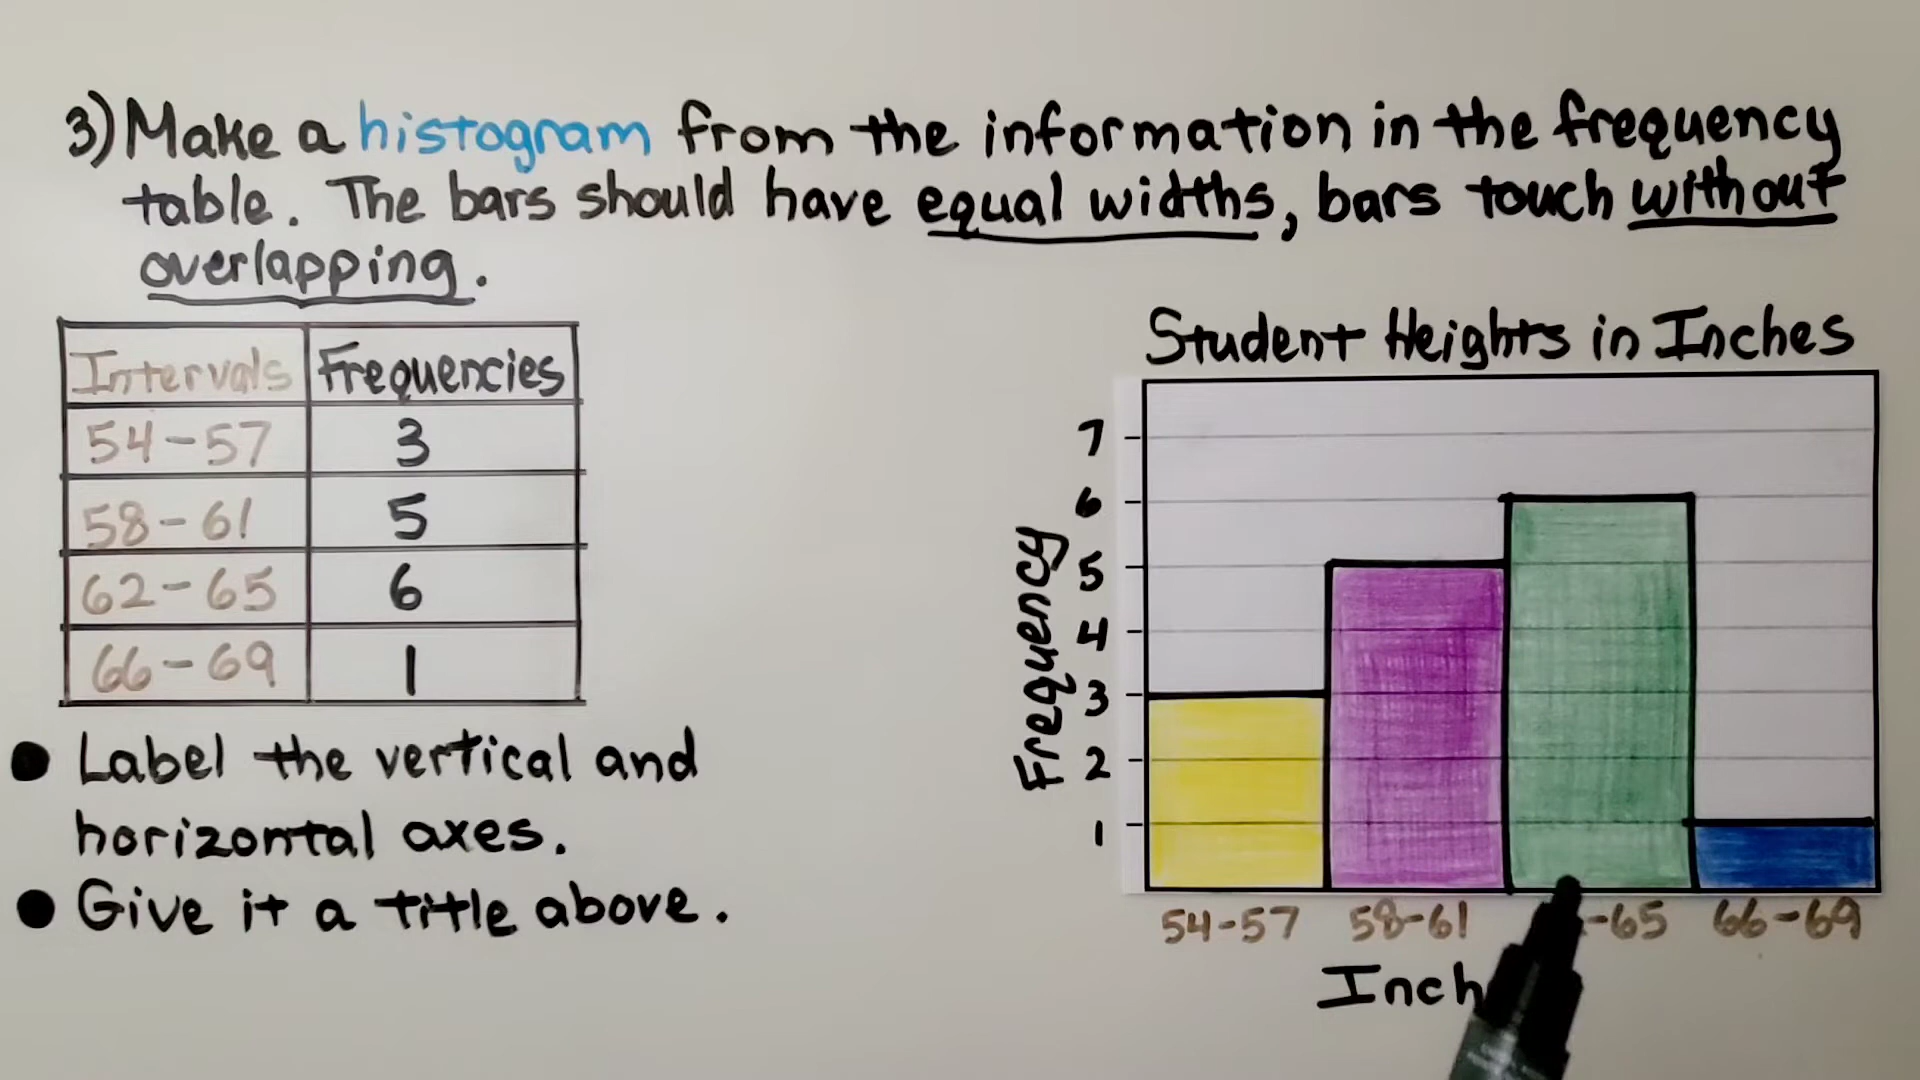 3) Make a histogram from the information in the frequency
table. The bars should have equal widths, bars touch without
overlapping.
Intervals Frequencies
54-57 3
58-61 5
62-65 6
66-69 1
● Label the vertical and
horizontal axes.
● Give it a title above.
Student Heights in Inches
Frequency
7
6
5
4
3
2
1
54-57 58-61 -65 66-69